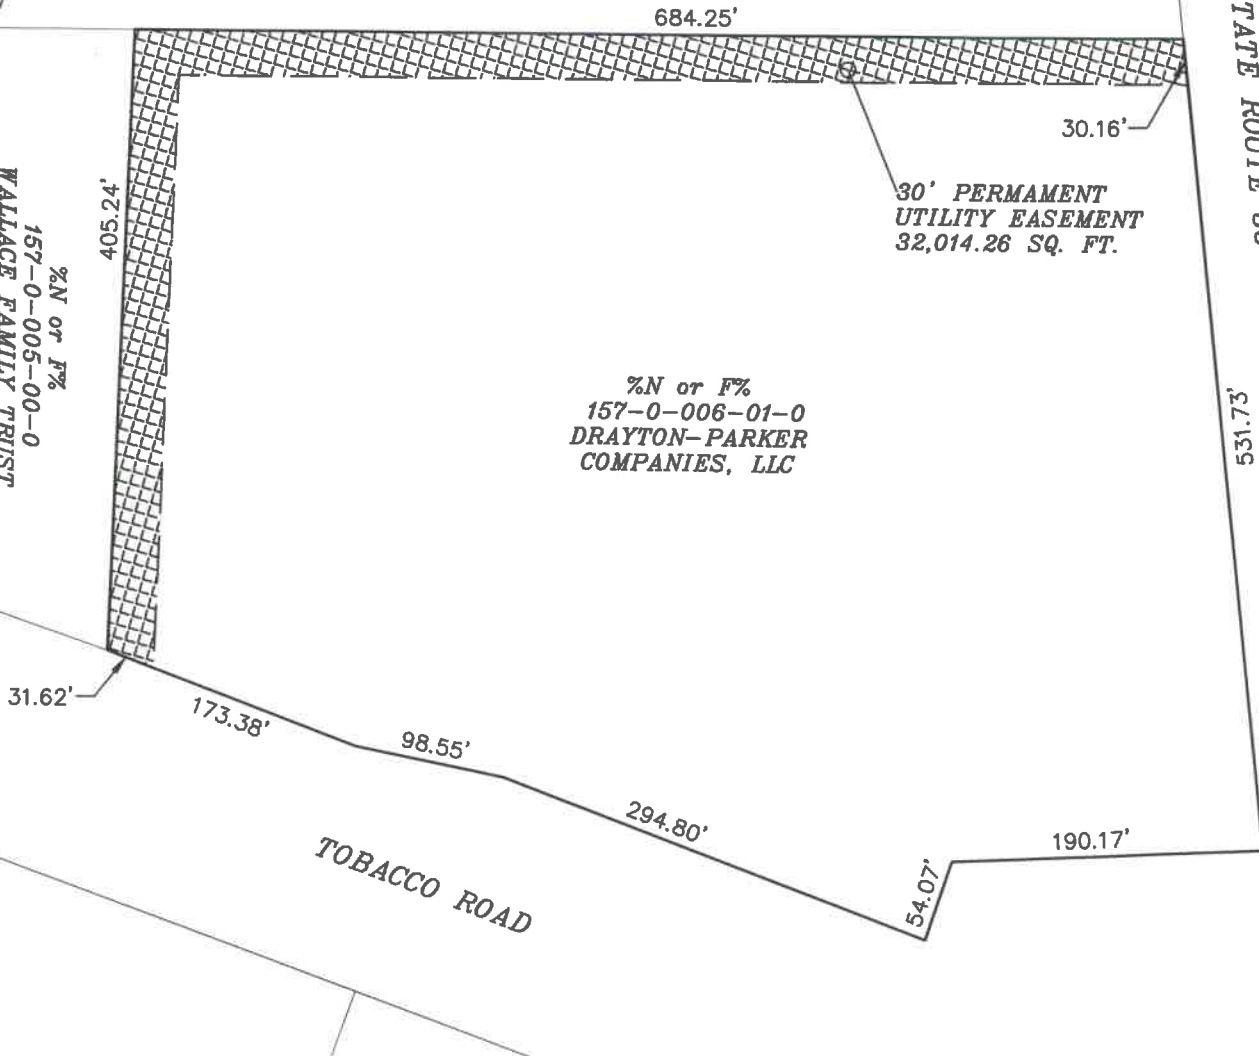 684.25'
TATE ROUTE
30.16'
30' PERMAMENT
UTILITY EASEMENT
32,014.26 SQ. FT.
405.24'
%N or F%
157-0-005-00-0
WALLACE FAMILY TRUST
%N or F%
157-0-006-01-0
DRAYTON-PARKER
COMPANIES, LLC
531.73'
31.62'
173.38'
98.55'
294.80'
54.07'
190.17'
TOBACCO ROAD